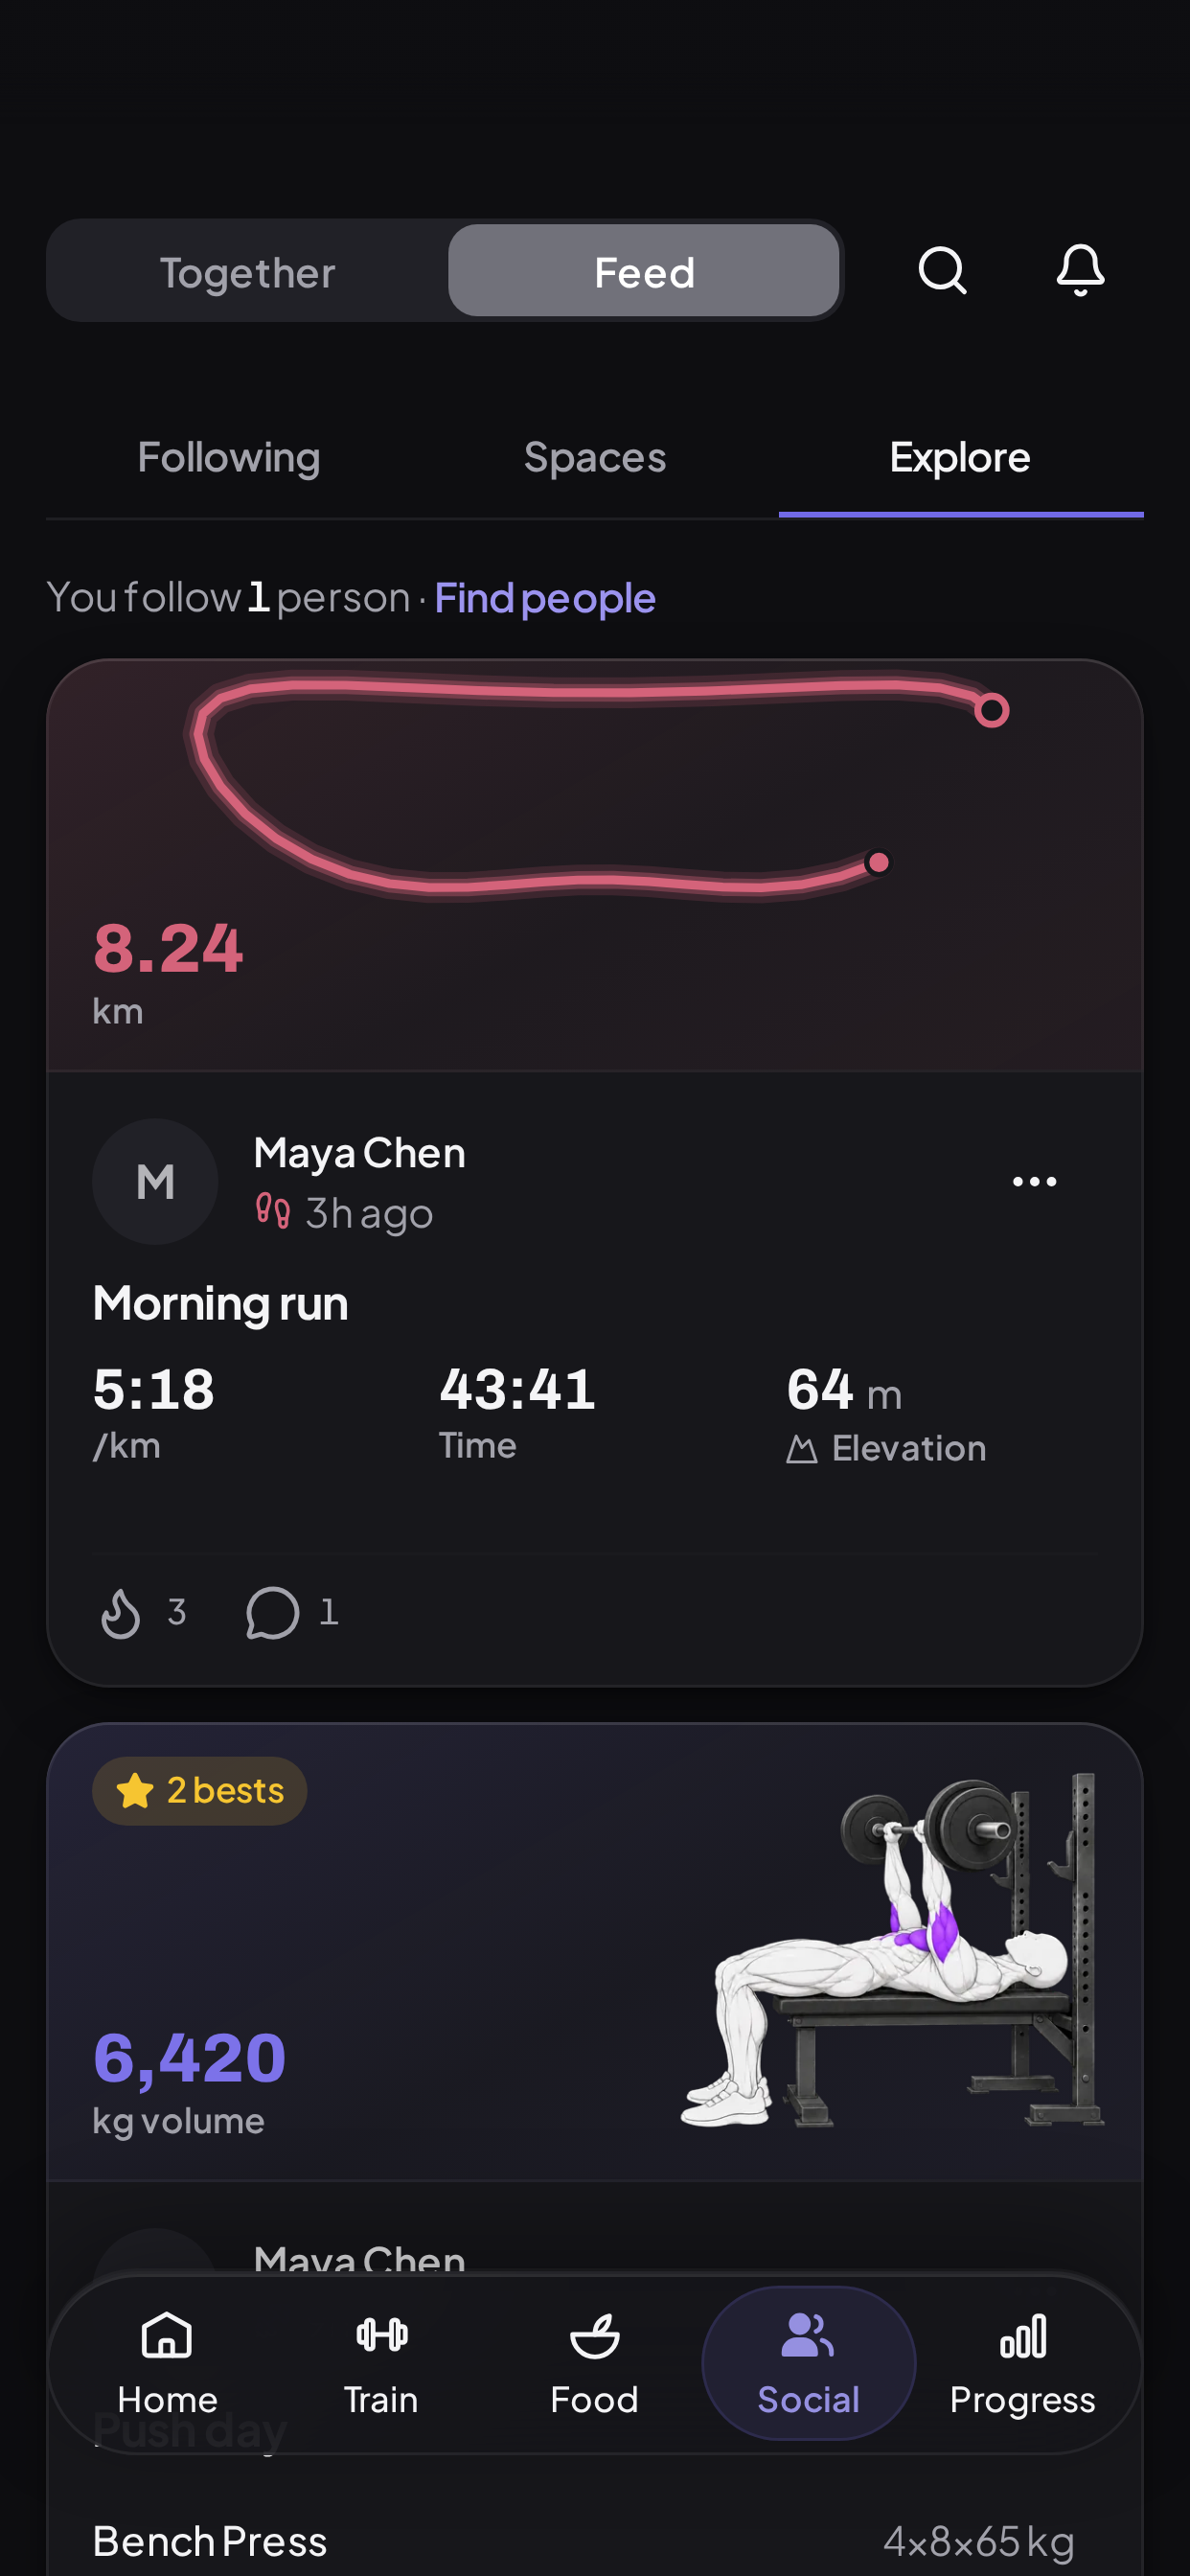 Together Feed
Following Spaces Explore
You follow 1 person · Find people
8.24
km
M
Maya Chen
3h ago
Morning run
5:18 43:41 64 m
/km Time Elevation
3 1
2 bests
6,420
kg volume
Maya Chen
Home Train Food Social Progress
Push day
Bench Press 4×8×65 kg